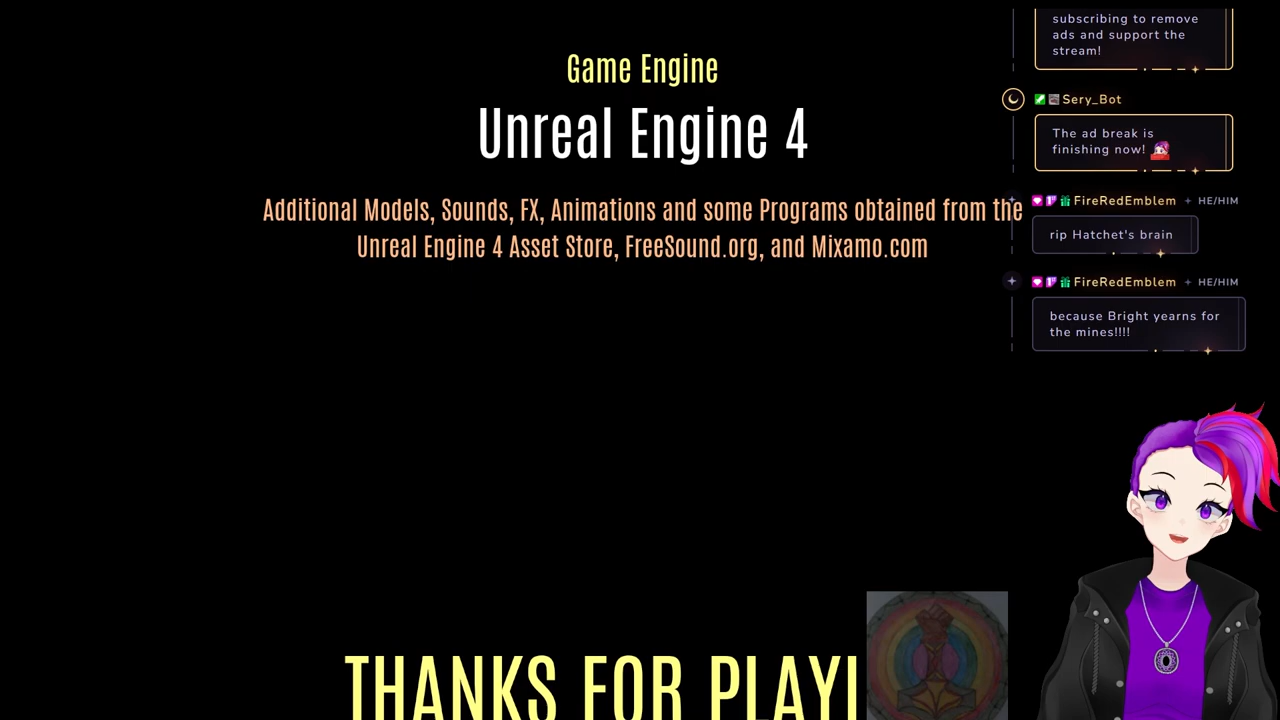 Game Engine
Unreal Engine 4
Additional Models, Sounds, FX, Animations and some Programs obtained from the
Unreal Engine 4 Asset Store, FreeSound.org, and Mixamo.com
THANKS FOR PLAYI
subscribing to remove
ads and support the
stream!
Sery_Bot
The ad break is
finishing now!
FireRedEmblem HE/HIM
rip Hatchet's brain
FireRedEmblem HE/HIM
because Bright yearns for
the mines!!!!